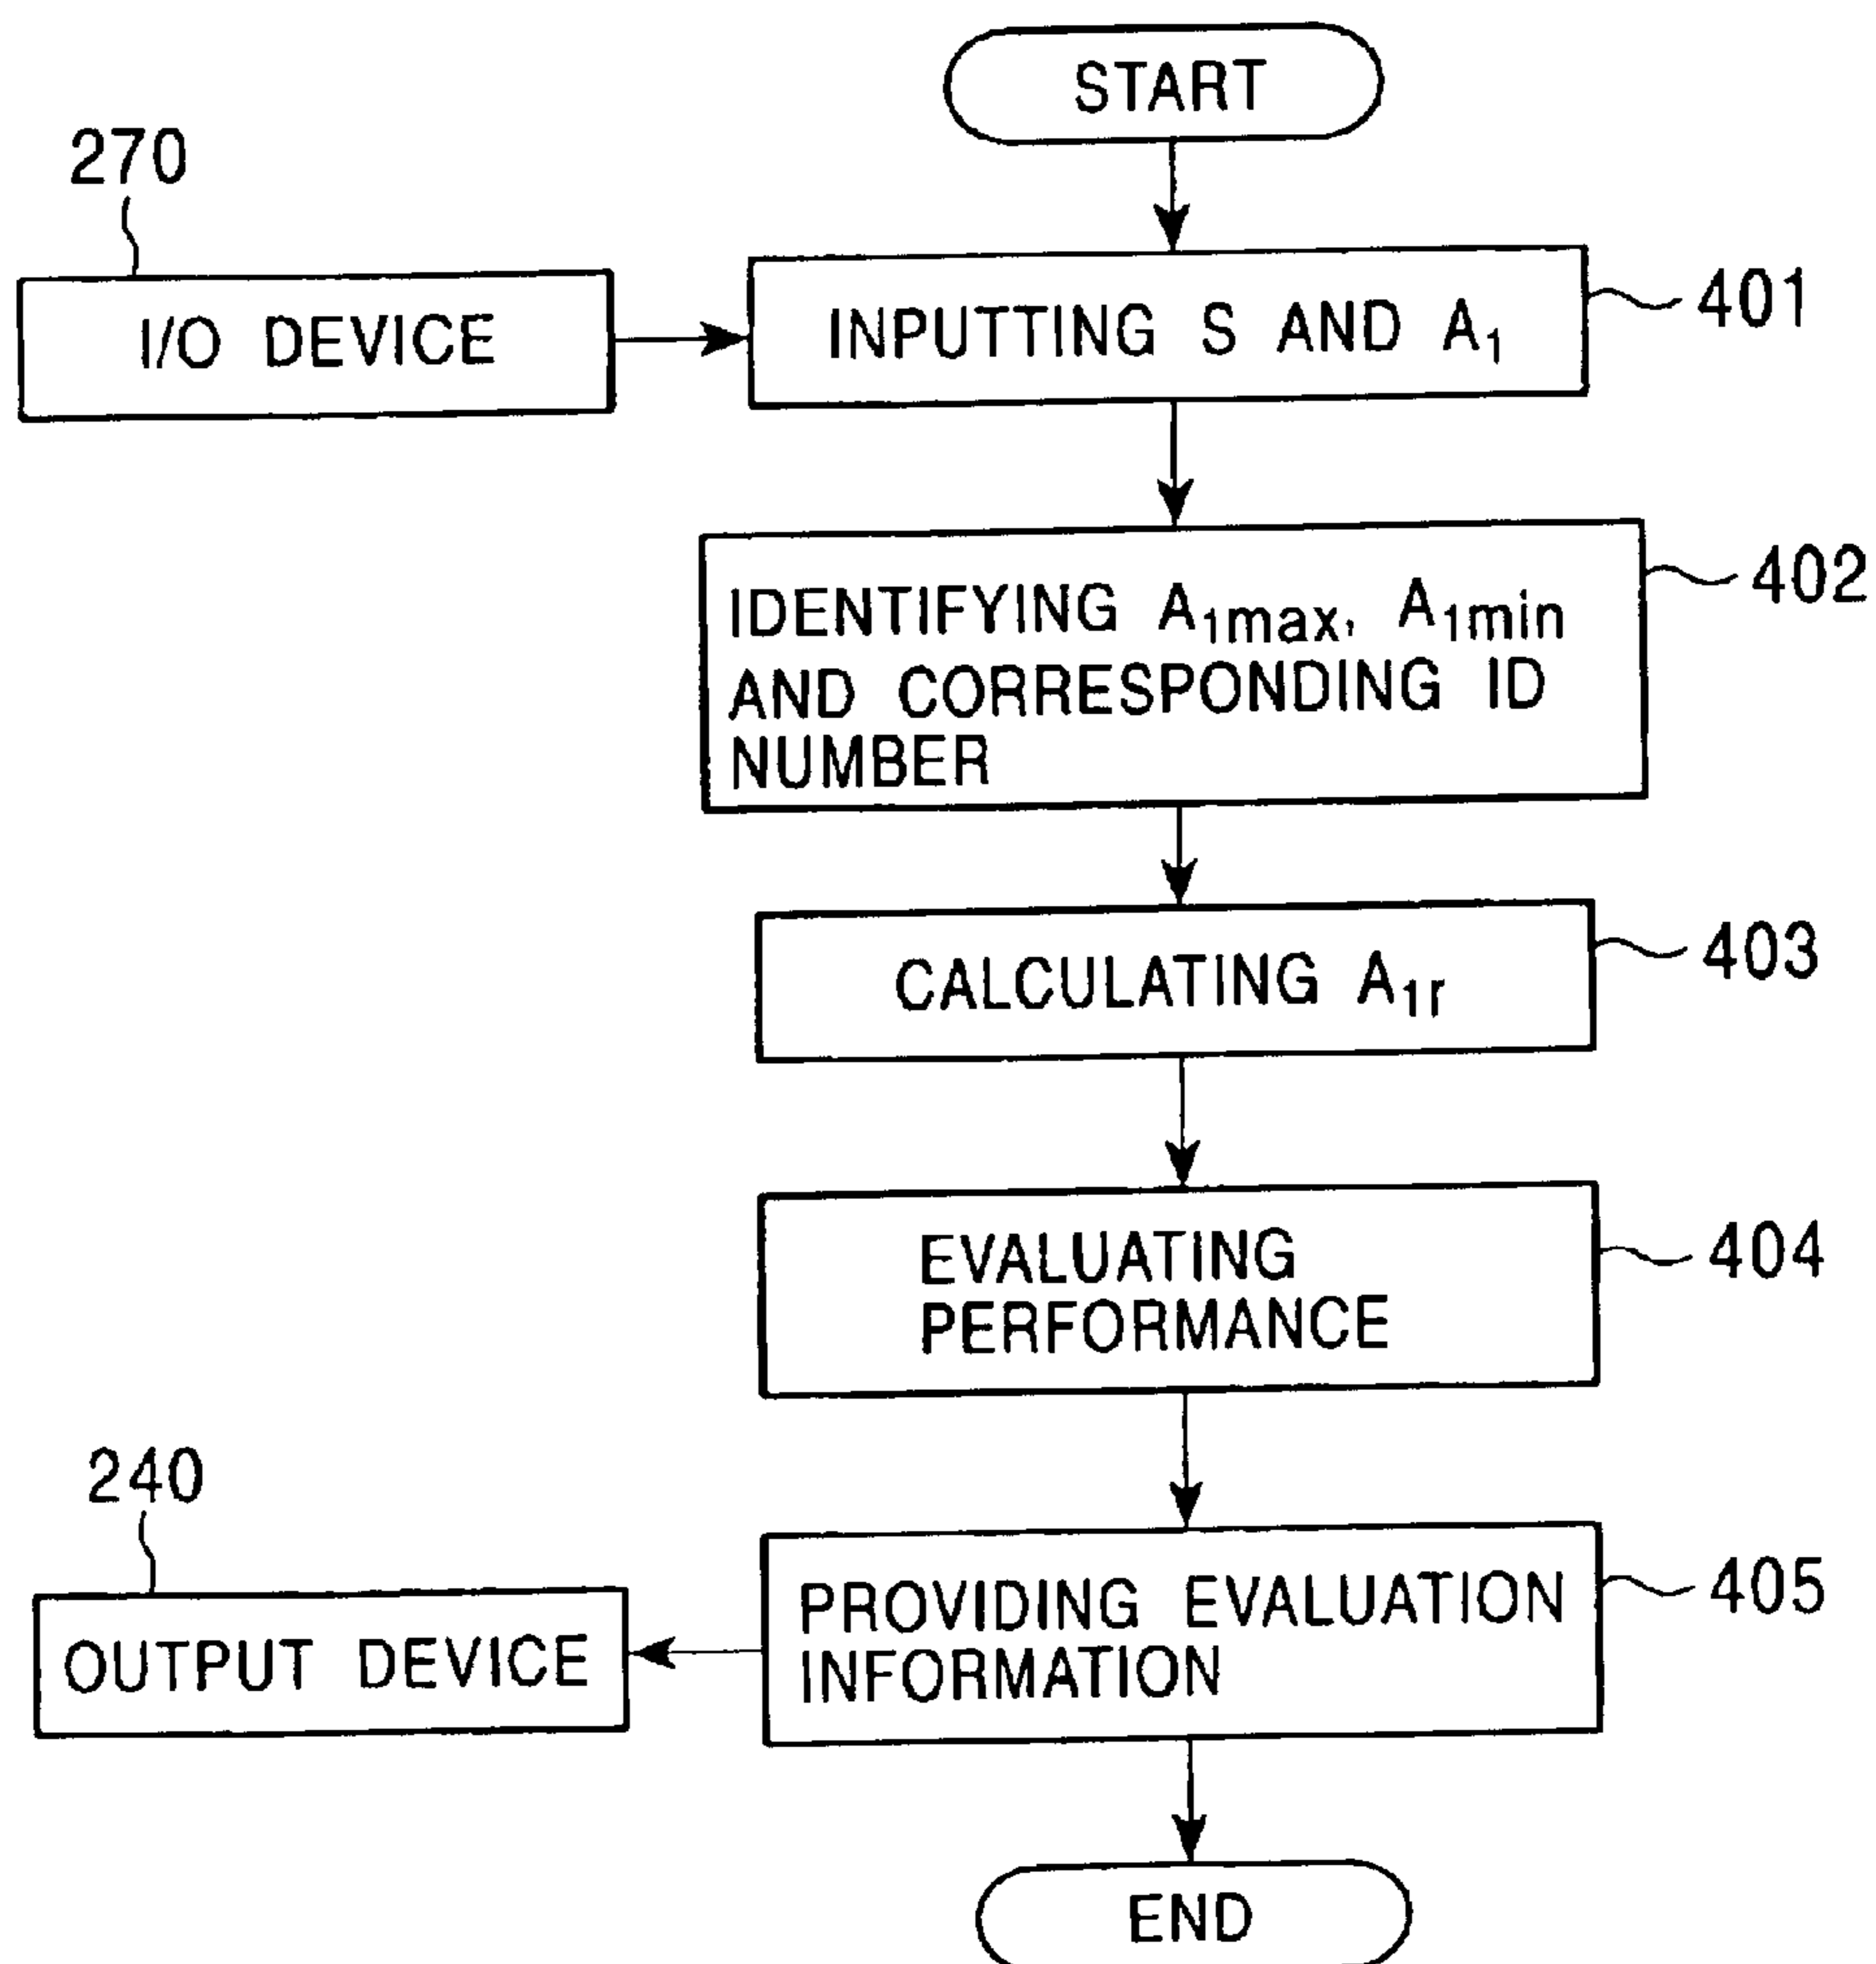 START
270
I/O DEVICE
INPUTTING S AND A₁
401
402
IDENTIFYING A₁max, A₁min
AND CORRESPONDING ID
NUMBER
CALCULATING A₁r
403
EVALUATING
PERFORMANCE
404
240
OUTPUT DEVICE
PROVIDING EVALUATION
INFORMATION
405
END